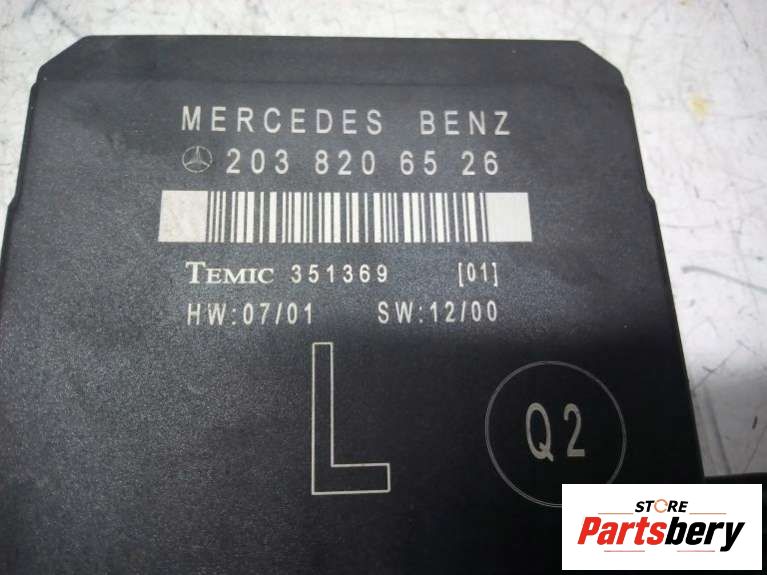 MERCEDES BENZ
203 820 65 26
TEMIC 351369 [01]
HW:07/01 SW:12/00
L
Q2
STORE
Partsbery